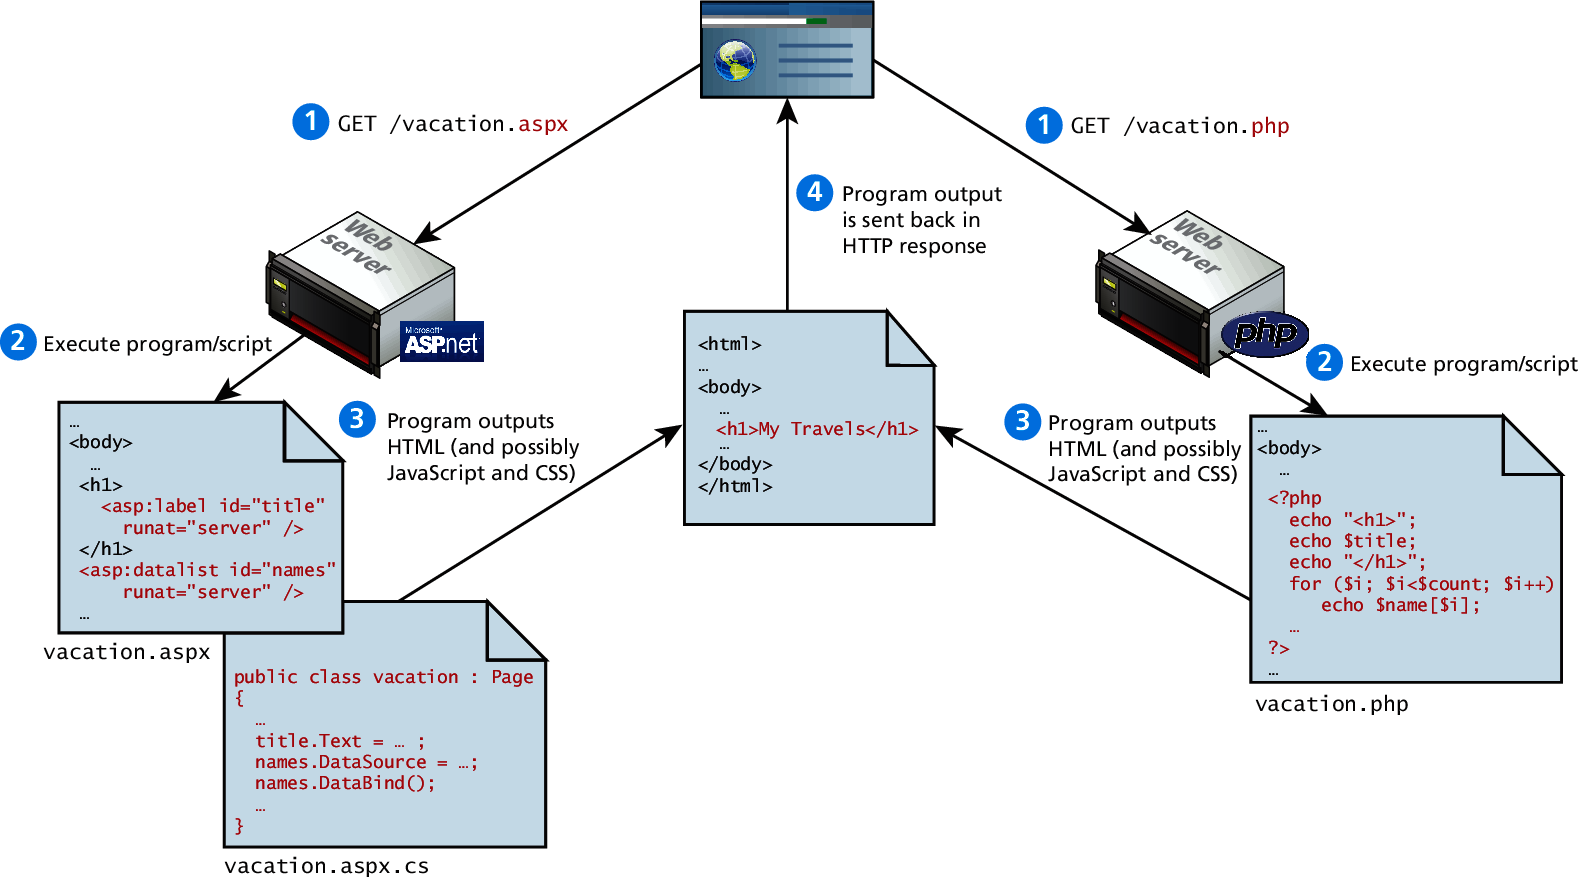 1 GET /vacation.aspx
1 GET /vacation.php
4 Program output
is sent back in
HTTP response
Web
server
Microsoft
ASP.net
Web
server
php
2 Execute program/script
2 Execute program/script
3 Program outputs
HTML (and possibly
JavaScript and CSS)
<html>
…
<body>
…
<h1>My Travels</h1>
…
</body>
</html>
3 Program outputs
HTML (and possibly
JavaScript and CSS)
…
<body>
…
<h1>
<asp:label id="title"
runat="server" />
</h1>
<asp:datalist id="names"
runat="server" />
…
vacation.aspx
public class vacation : Page
{
…
title.Text = … ;
names.DataSource = …;
names.DataBind();
…
}
vacation.aspx.cs
…
<body>
…
<?php
echo "<h1>";
echo $title;
echo "</h1>";
for ($i; $i<$count; $i++)
echo $name[$i];
…
?>
…
vacation.php